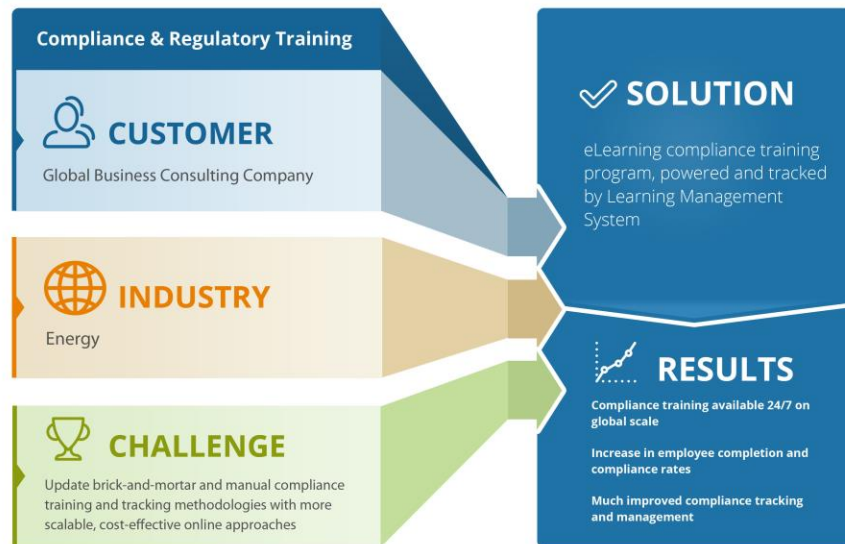 Compliance & Regulatory Training
CUSTOMER
Global Business Consulting Company
INDUSTRY
Energy
CHALLENGE
Update brick-and-mortar and manual compliance
training and tracking methodologies with more
scalable, cost-effective online approaches
SOLUTION
eLearning compliance training
program, powered and tracked
by Learning Management
System
RESULTS
Compliance training available 24/7 on
global scale
Increase in employee completion and
compliance rates
Much improved compliance tracking
and management